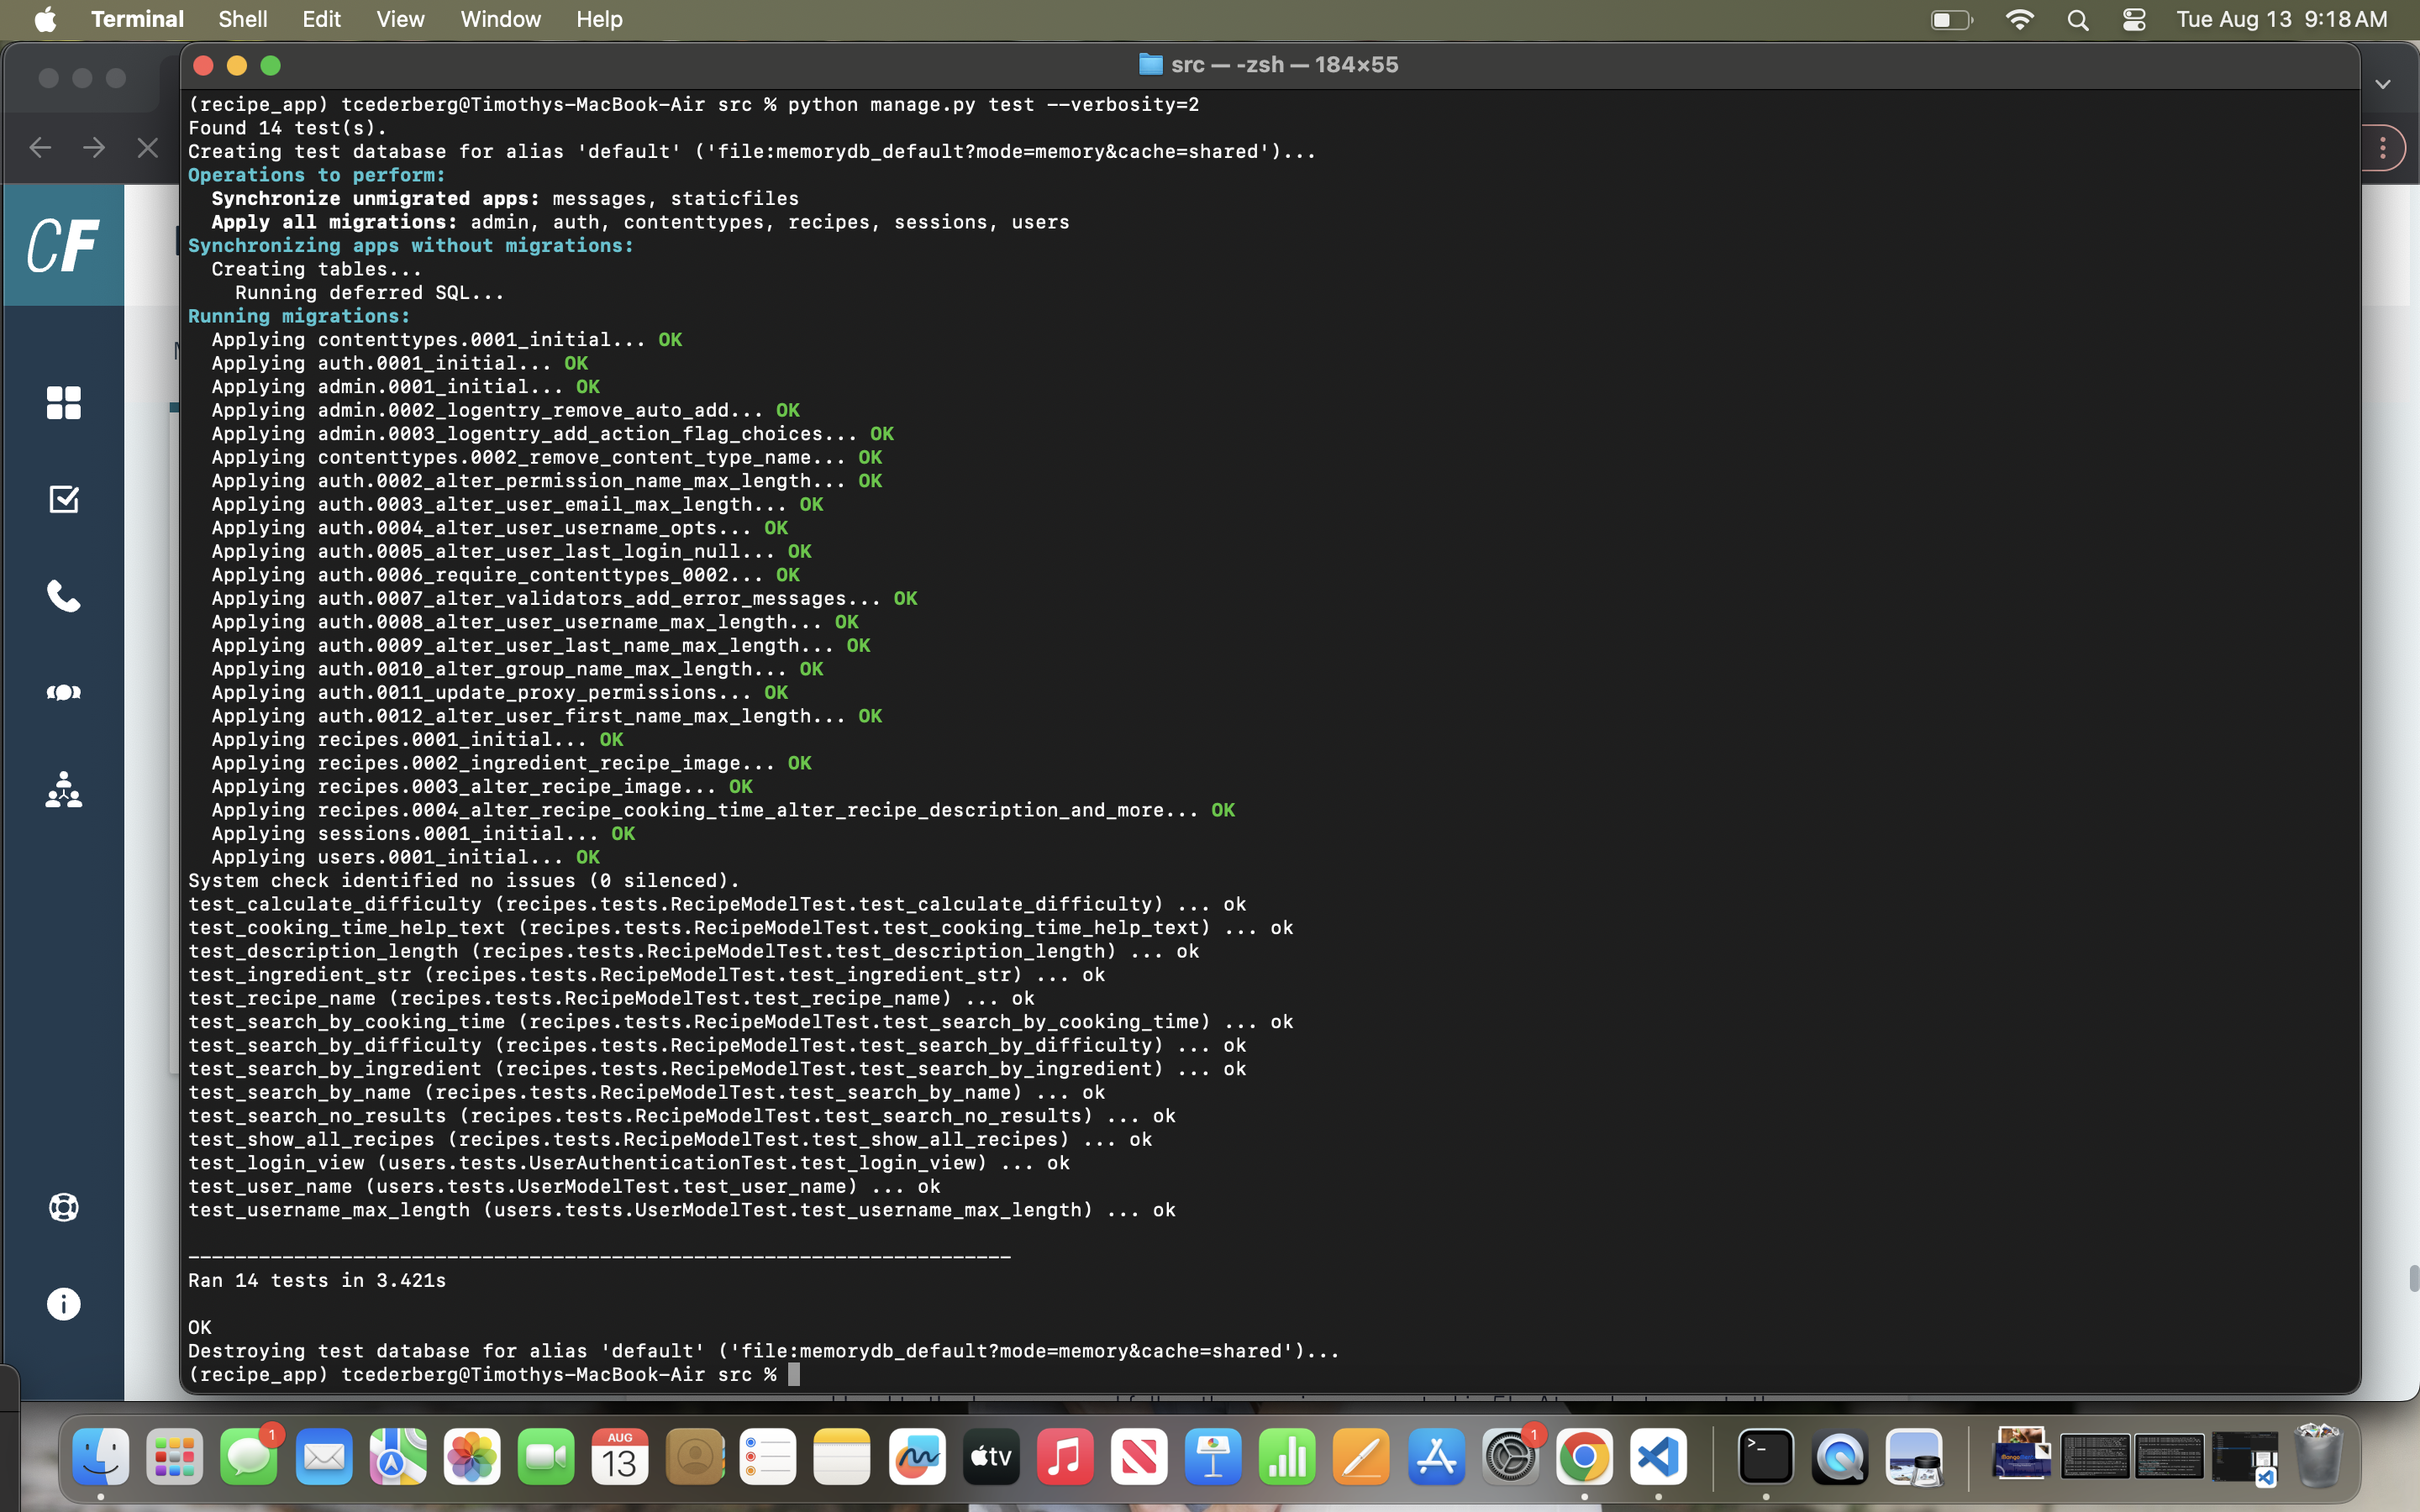 Terminal Shell Edit View Window Help Tue Aug 13 9:18 AM
src — -zsh — 184×55
(recipe_app) tcederberg@Timothys-MacBook-Air src % python manage.py test --verbosity=2
Found 14 test(s).
Creating test database for alias 'default' ('file:memorydb_default?mode=memory&cache=shared')...
Operations to perform:
  Synchronize unmigrated apps: messages, staticfiles
  Apply all migrations: admin, auth, contenttypes, recipes, sessions, users
Synchronizing apps without migrations:
  Creating tables...
    Running deferred SQL...
Running migrations:
  Applying contenttypes.0001_initial... OK
  Applying auth.0001_initial... OK
  Applying admin.0001_initial... OK
  Applying admin.0002_logentry_remove_auto_add... OK
  Applying admin.0003_logentry_add_action_flag_choices... OK
  Applying contenttypes.0002_remove_content_type_name... OK
  Applying auth.0002_alter_permission_name_max_length... OK
  Applying auth.0003_alter_user_email_max_length... OK
  Applying auth.0004_alter_user_username_opts... OK
  Applying auth.0005_alter_user_last_login_null... OK
  Applying auth.0006_require_contenttypes_0002... OK
  Applying auth.0007_alter_validators_add_error_messages... OK
  Applying auth.0008_alter_user_username_max_length... OK
  Applying auth.0009_alter_user_last_name_max_length... OK
  Applying auth.0010_alter_group_name_max_length... OK
  Applying auth.0011_update_proxy_permissions... OK
  Applying auth.0012_alter_user_first_name_max_length... OK
  Applying recipes.0001_initial... OK
  Applying recipes.0002_ingredient_recipe_image... OK
  Applying recipes.0003_alter_recipe_image... OK
  Applying recipes.0004_alter_recipe_cooking_time_alter_recipe_description_and_more... OK
  Applying sessions.0001_initial... OK
  Applying users.0001_initial... OK
System check identified no issues (0 silenced).
test_calculate_difficulty (recipes.tests.RecipeModelTest.test_calculate_difficulty) ... ok
test_cooking_time_help_text (recipes.tests.RecipeModelTest.test_cooking_time_help_text) ... ok
test_description_length (recipes.tests.RecipeModelTest.test_description_length) ... ok
test_ingredient_str (recipes.tests.RecipeModelTest.test_ingredient_str) ... ok
test_recipe_name (recipes.tests.RecipeModelTest.test_recipe_name) ... ok
test_search_by_cooking_time (recipes.tests.RecipeModelTest.test_search_by_cooking_time) ... ok
test_search_by_difficulty (recipes.tests.RecipeModelTest.test_search_by_difficulty) ... ok
test_search_by_ingredient (recipes.tests.RecipeModelTest.test_search_by_ingredient) ... ok
test_search_by_name (recipes.tests.RecipeModelTest.test_search_by_name) ... ok
test_search_no_results (recipes.tests.RecipeModelTest.test_search_no_results) ... ok
test_show_all_recipes (recipes.tests.RecipeModelTest.test_show_all_recipes) ... ok
test_login_view (users.tests.UserAuthenticationTest.test_login_view) ... ok
test_user_name (users.tests.UserModelTest.test_user_name) ... ok
test_username_max_length (users.tests.UserModelTest.test_username_max_length) ... ok
----------------------------------------------------------------------
Ran 14 tests in 3.421s
OK
Destroying test database for alias 'default' ('file:memorydb_default?mode=memory&cache=shared')...
(recipe_app) tcederberg@Timothys-MacBook-Air src %
CF
1
AUG
13
tv
1